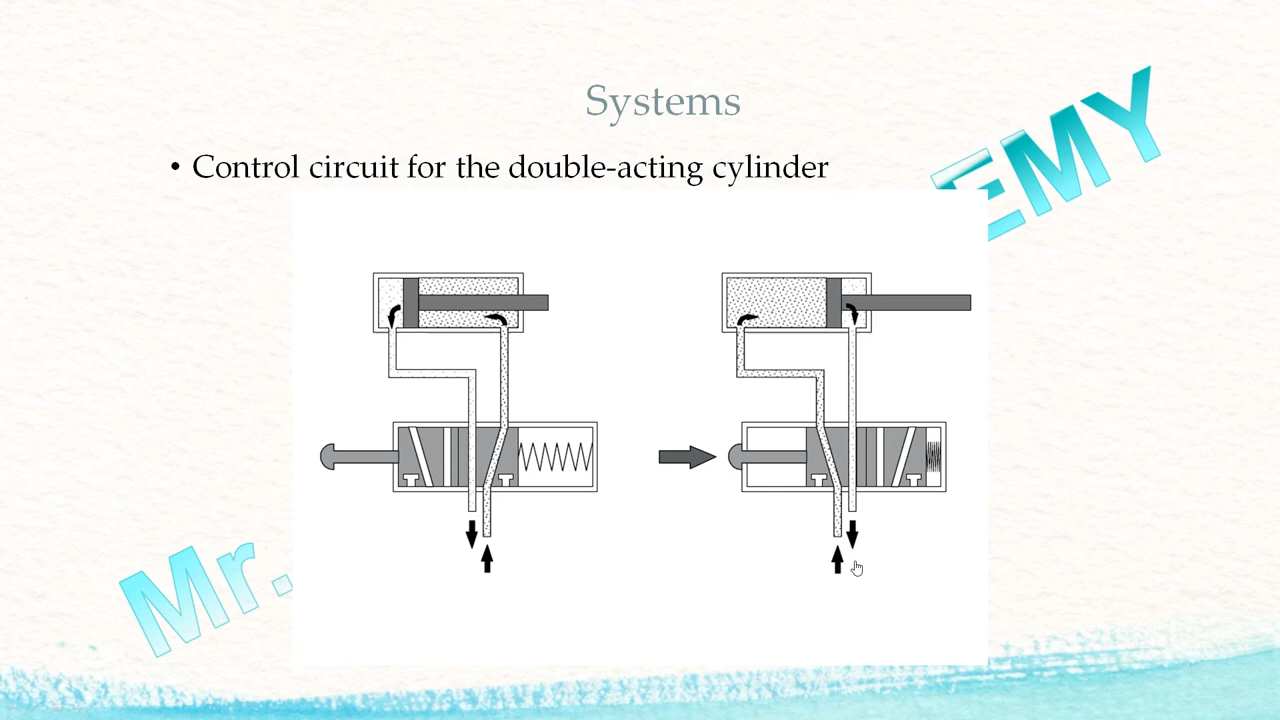 Systems
• Control circuit for the double-acting cylinder
EMY
Mr.